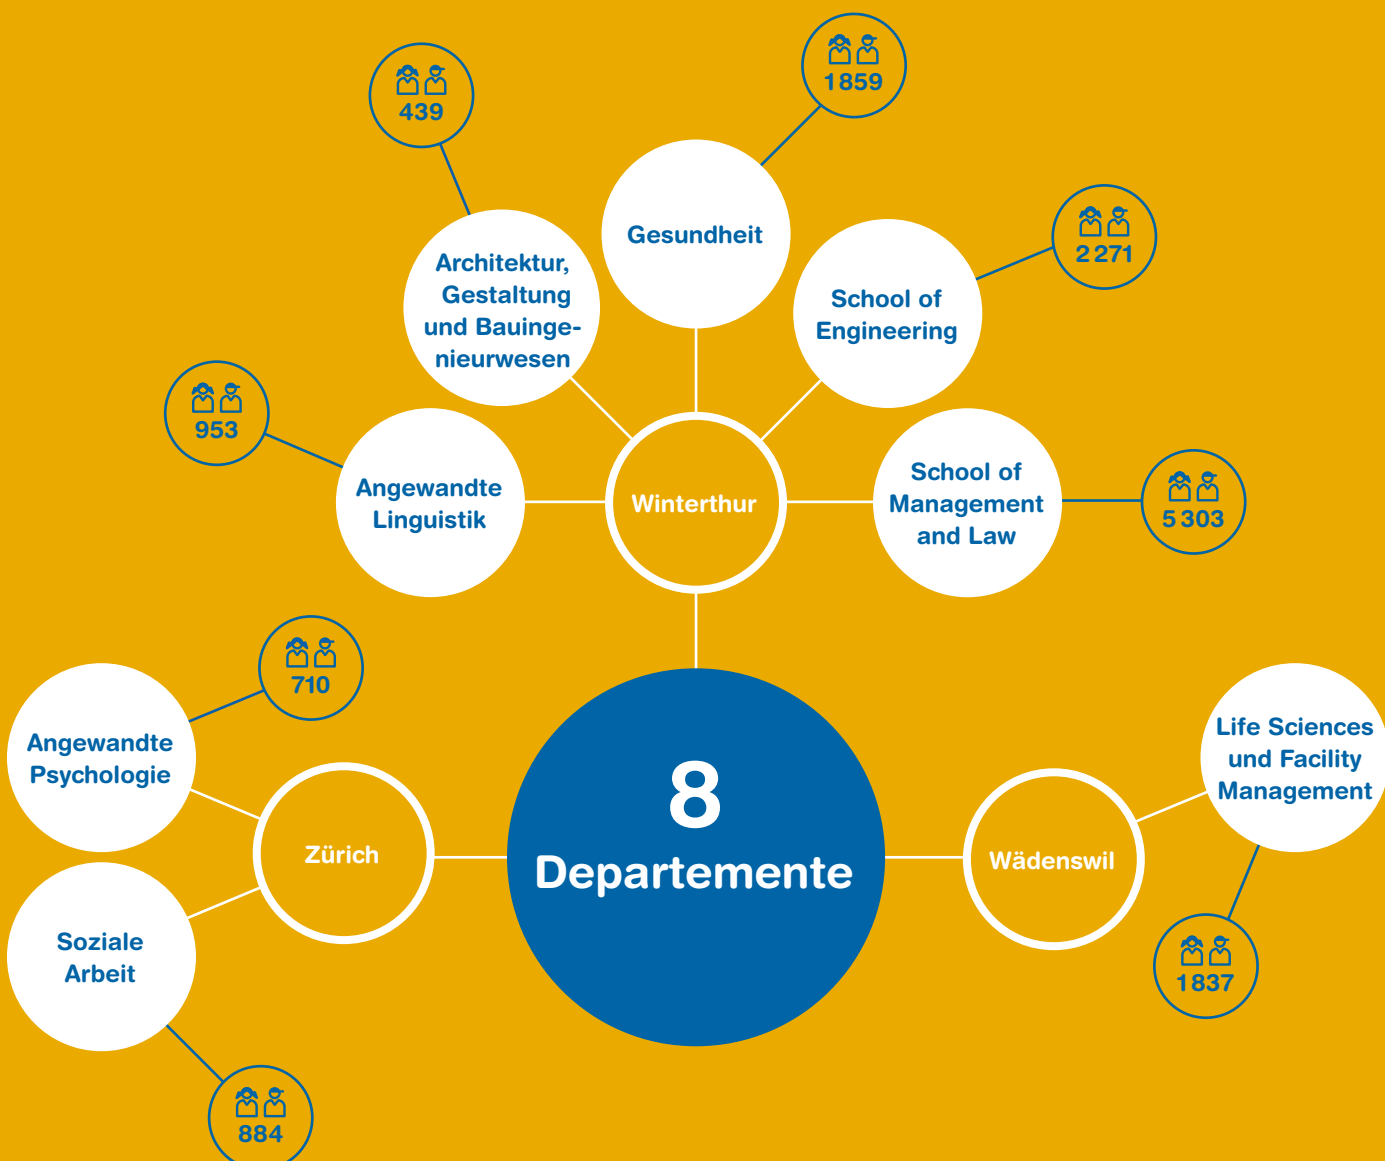 439
1859
Gesundheit
Architektur,
Gestaltung
und Bauinge-
nieurwesen
2 271
School of
Engineering
953
Angewandte
Linguistik
Winterthur
School of
Management
and Law
5 303
710
Angewandte
Psychologie
Zürich
Soziale
Arbeit
884
8
Departemente
Wädenswil
Life Sciences
und Facility
Management
1837